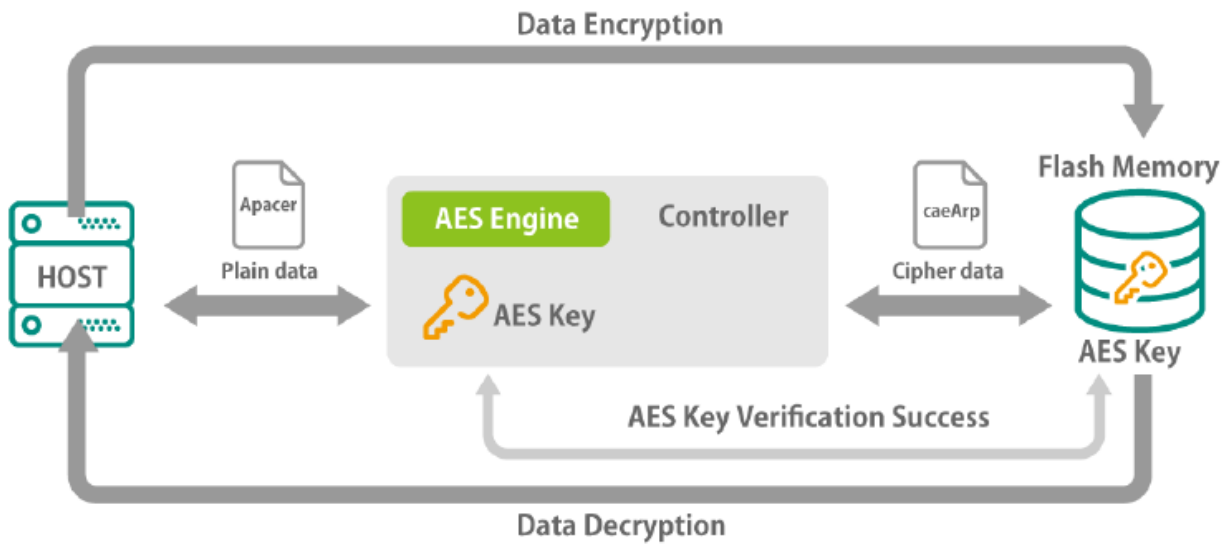 Data Encryption
Flash Memory
Apacer
AES Engine
Controller
caeArp
HOST
Plain data
Cipher data
AES Key
AES Key
AES Key Verification Success
Data Decryption